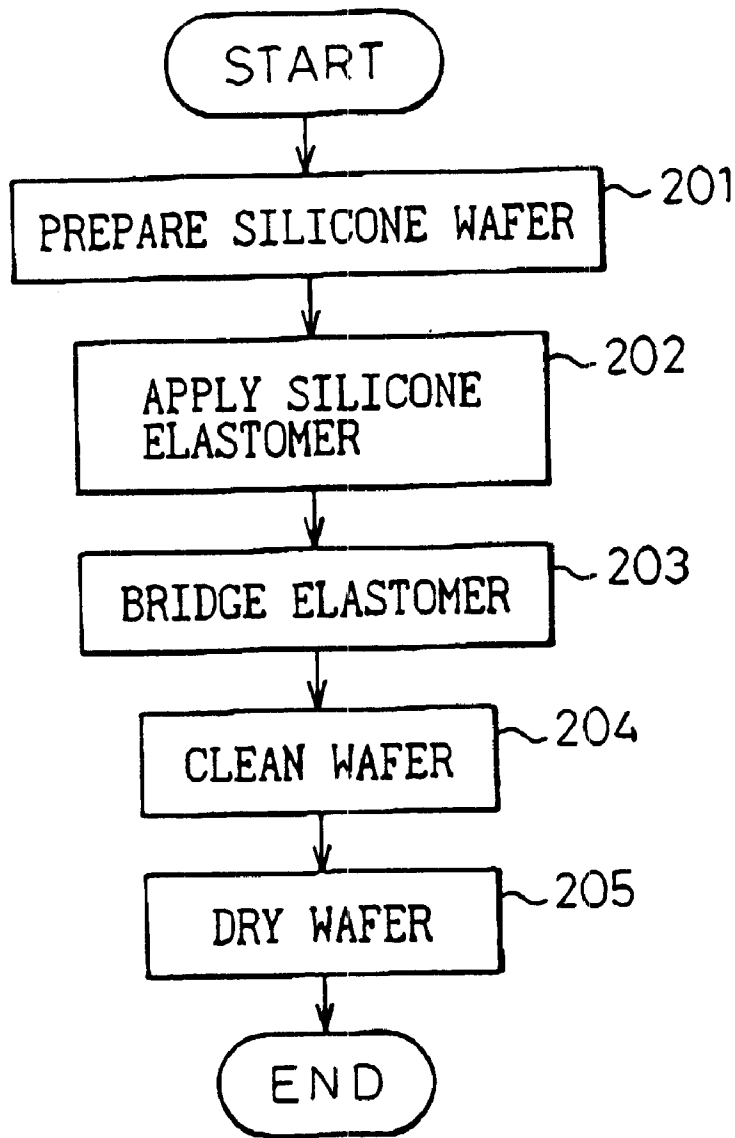 START
PREPARE SILICONE WAFER
201
APPLY SILICONE
ELASTOMER
202
BRIDGE ELASTOMER
203
CLEAN WAFER
204
DRY WAFER
205
END